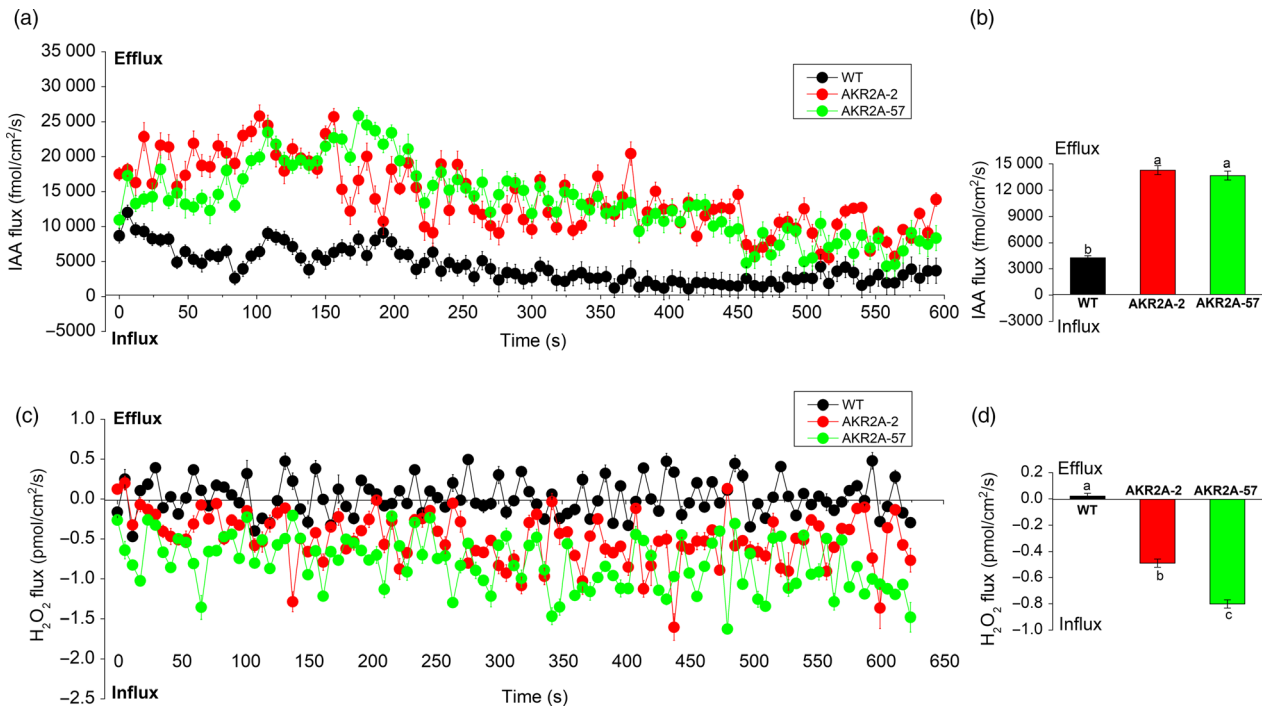 (a)
Efflux
35 000
30 000
25 000
20 000
15 000
10 000
5000
0
−5000
IAA flux (fmol/cm²/s)
WT
AKR2A-2
AKR2A-57
0 50 100 150 200 250 300 350 400 450 500 550 600
Influx
Time (s)
(b)
Efflux
15 000
12 000
9000
6000
3000
0
−3000
IAA flux (fmol/cm²/s)
b
a
a
WT AKR2A-2 AKR2A-57
Influx
(c)
Efflux
1.0
0.5
0.0
−0.5
−1.0
−1.5
−2.0
−2.5
H₂O₂ flux (pmol/cm²/s)
WT
AKR2A-2
AKR2A-57
0 50 100 150 200 250 300 350 400 450 500 550 600 650
Influx
Time (s)
(d)
Efflux
0.2
0.0
−0.2
−0.4
−0.6
−0.8
−1.0
H₂O₂ flux (pmol/cm²/s)
a
WT
AKR2A-2 AKR2A-57
b
c
Influx